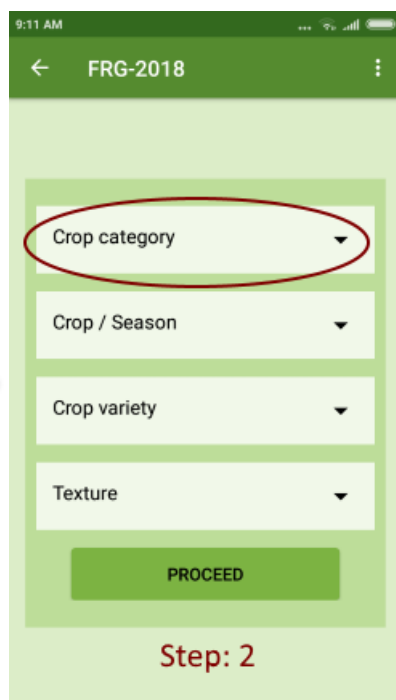 9:11 AM
FRG-2018
Crop category
Crop / Season
Crop variety
Texture
PROCEED
Step: 2